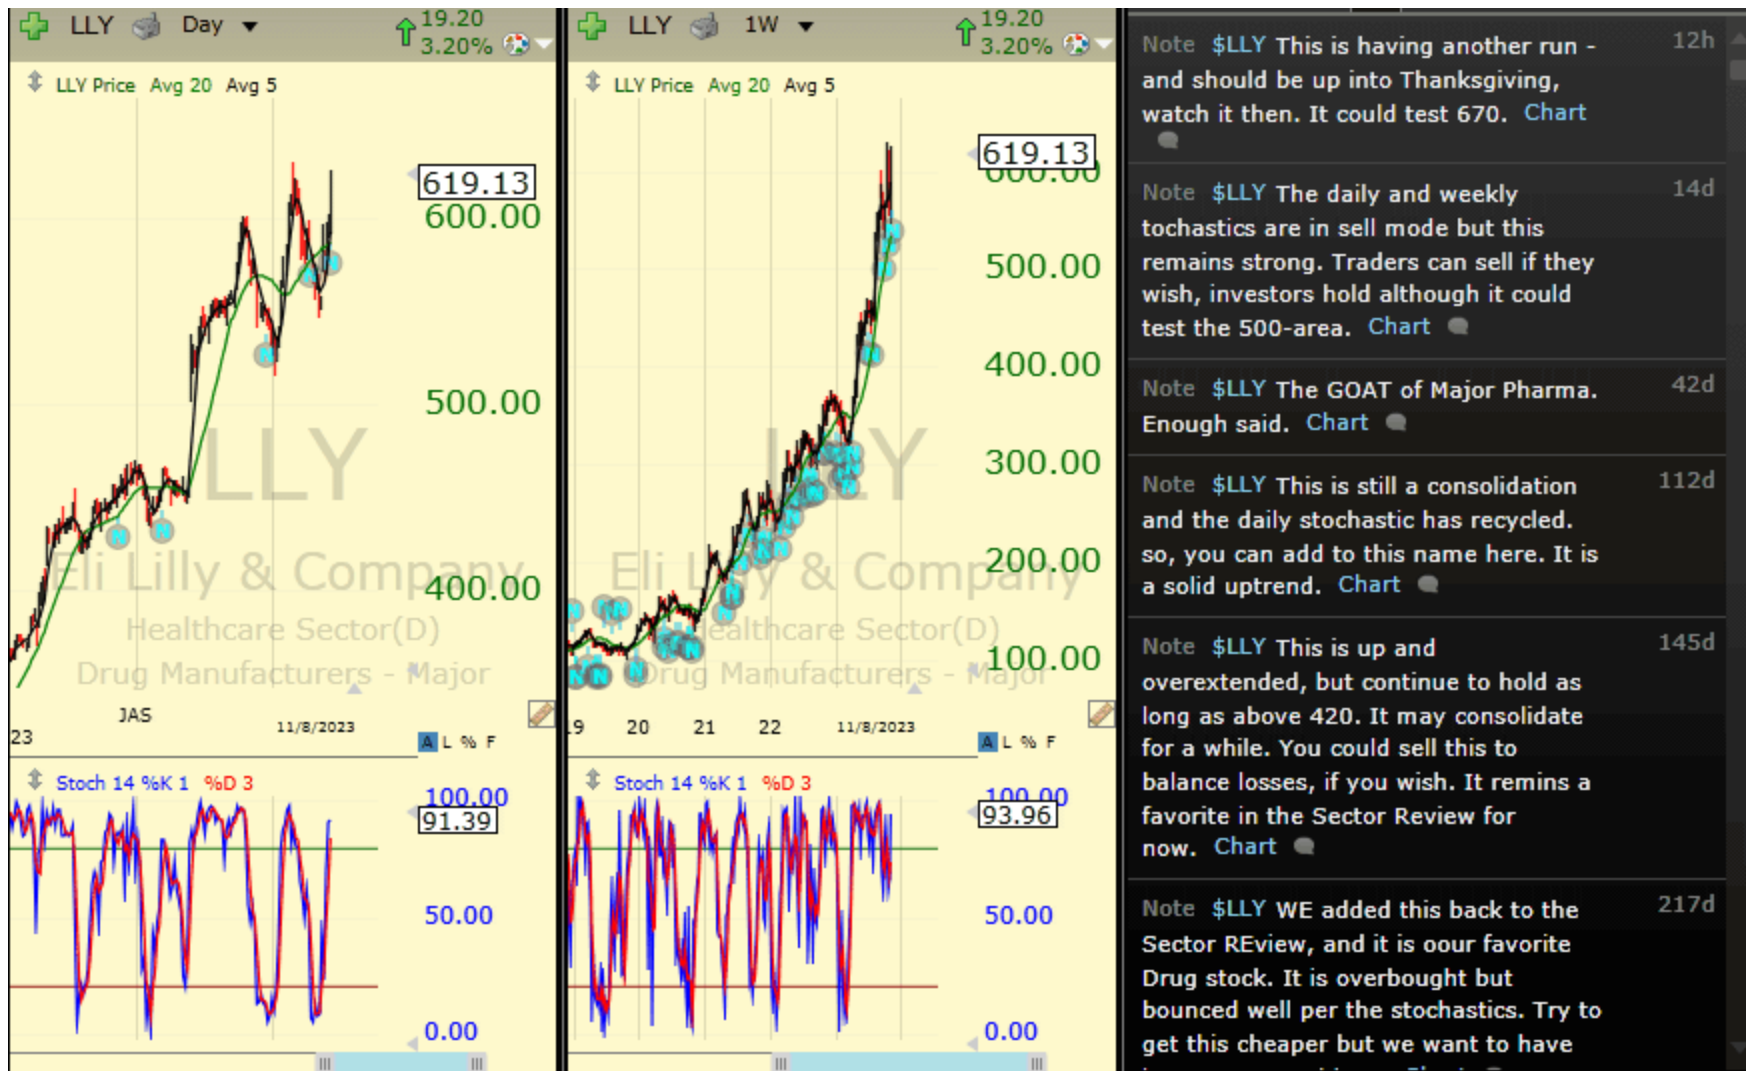 LLY Day
19.20
3.20%
LLY Price Avg 20 Avg 5
619.13
600.00
500.00
400.00
LLY
Eli Lilly & Company
Healthcare Sector(D)
Drug Manufacturers - Major
23
JAS
11/8/2023
A L % F
Stoch 14 %K 1 %D 3
100.00
91.39
50.00
0.00
LLY 1W
19.20
3.20%
LLY Price Avg 20 Avg 5
619.13
600.00
500.00
400.00
300.00
200.00
100.00
LLY
Eli Lilly & Company
Healthcare Sector(D)
Drug Manufacturers - Major
19 20 21 22 11/8/2023
A L % F
Stoch 14 %K 1 %D 3
100.00
93.96
50.00
0.00
Note $LLY This is having another run - 12h
and should be up into Thanksgiving,
watch it then. It could test 670. Chart
Note $LLY The daily and weekly 14d
tochastics are in sell mode but this
remains strong. Traders can sell if they
wish, investors hold although it could
test the 500-area. Chart
Note $LLY The GOAT of Major Pharma. 42d
Enough said. Chart
Note $LLY This is still a consolidation 112d
and the daily stochastic has recycled.
so, you can add to this name here. It is
a solid uptrend. Chart
Note $LLY This is up and 145d
overextended, but continue to hold as
long as above 420. It may consolidate
for a while. You could sell this to
balance losses, if you wish. It remins a
favorite in the Sector Review for
now. Chart
Note $LLY WE added this back to the 217d
Sector REview, and it is oour favorite
Drug stock. It is overbought but
bounced well per the stochastics. Try to
get this cheaper but we want to have